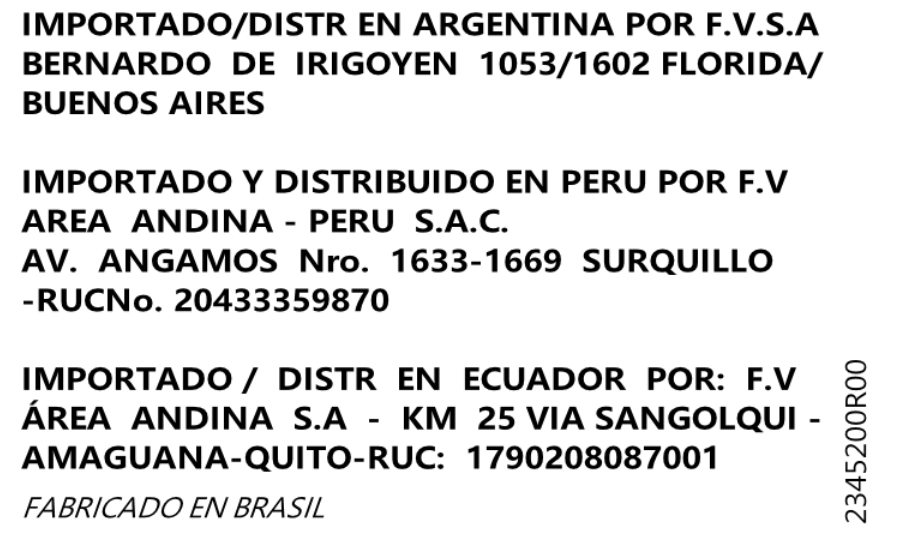 IMPORTADO/DISTR EN ARGENTINA POR F.V.S.A
BERNARDO DE IRIGOYEN 1053/1602 FLORIDA/
BUENOS AIRES
IMPORTADO Y DISTRIBUIDO EN PERU POR F.V
AREA ANDINA - PERU S.A.C.
AV. ANGAMOS Nro. 1633-1669 SURQUILLO
-RUCNo. 20433359870
IMPORTADO / DISTR EN ECUADOR POR: F.V
ÁREA ANDINA S.A - KM 25 VIA SANGOLQUI -
AMAGUANA-QUITO-RUC: 1790208087001
FABRICADO EN BRASIL
2345200R00